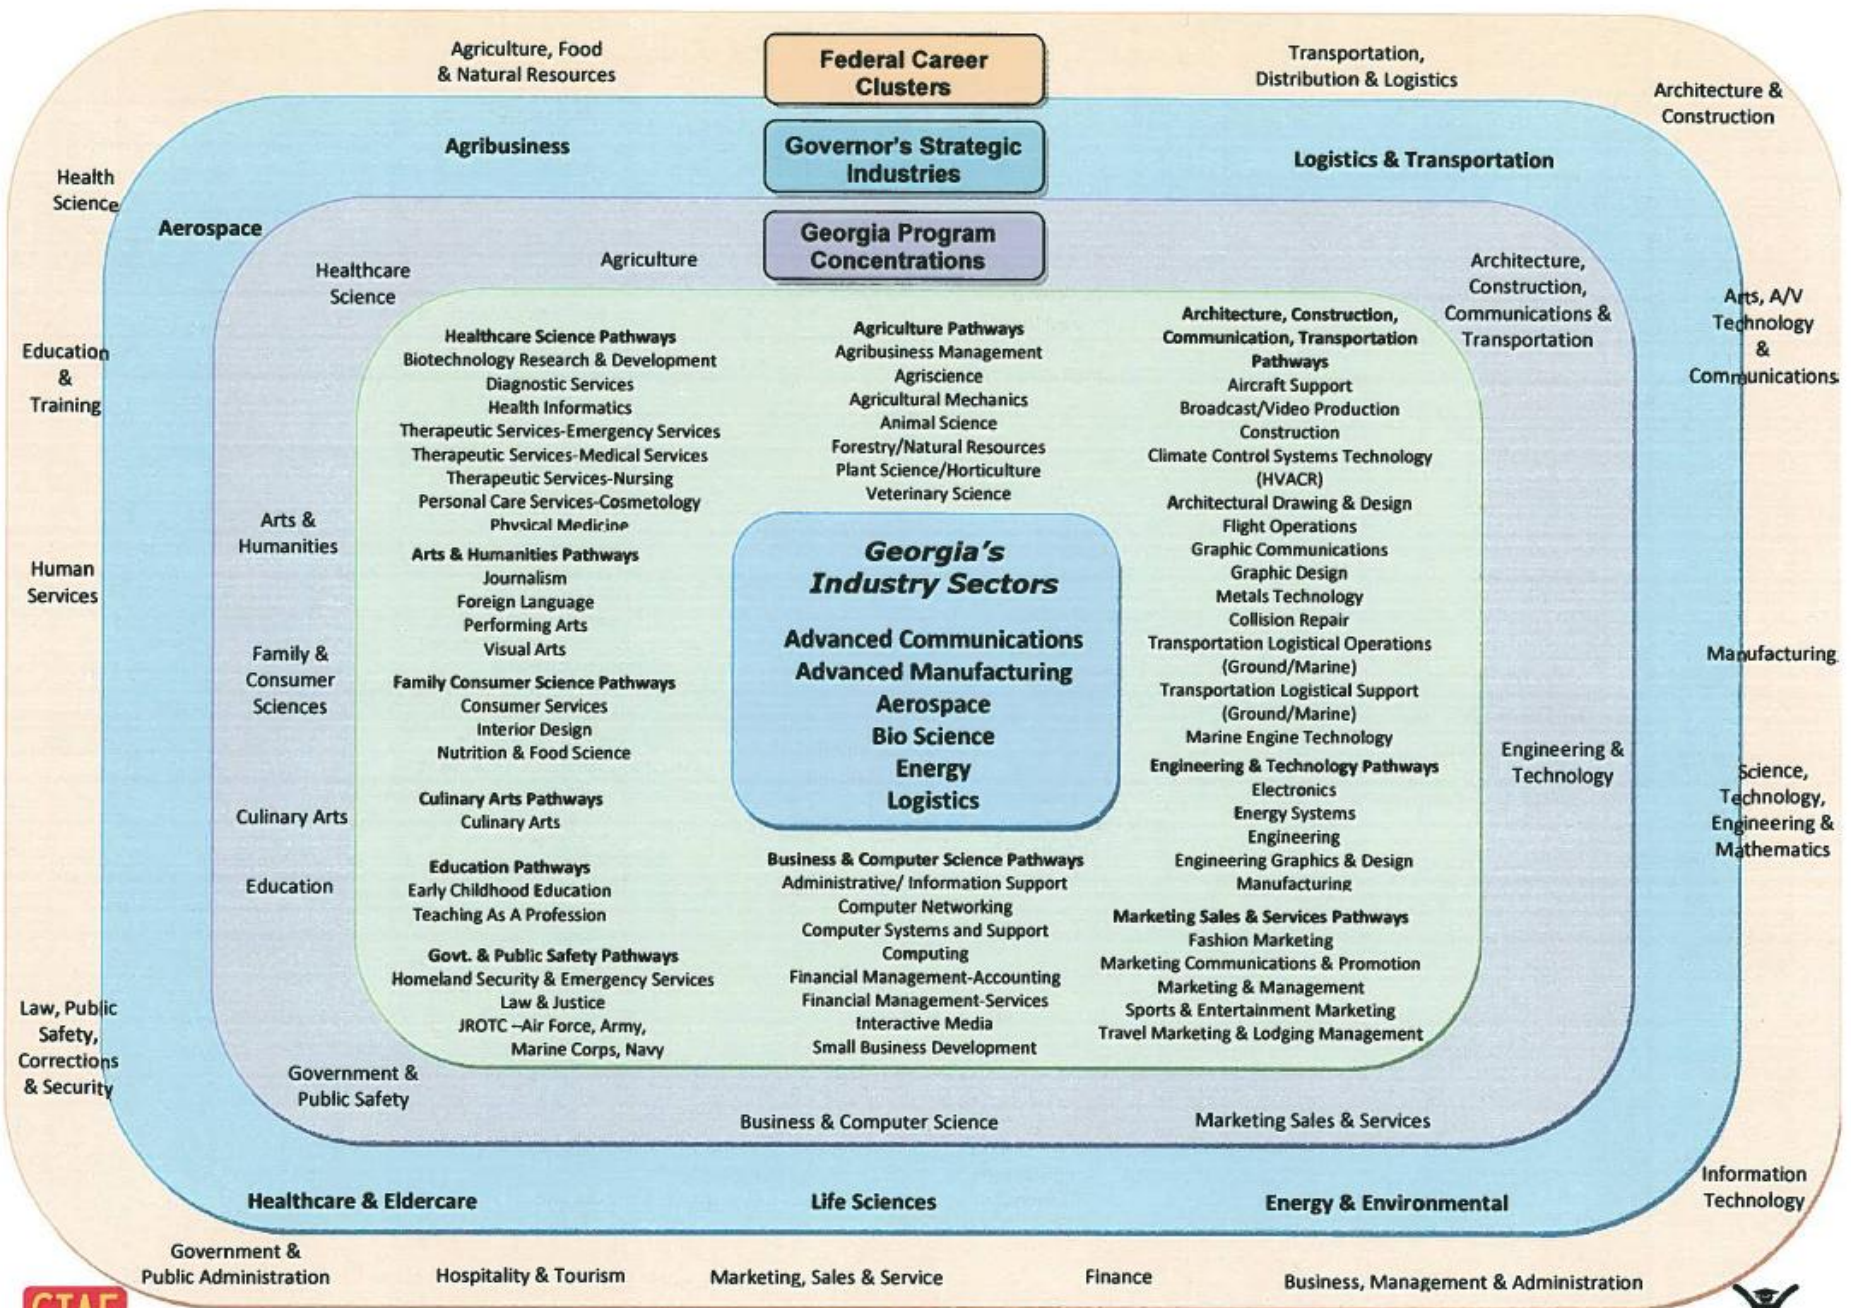 Federal Career
Clusters
Agriculture, Food
& Natural Resources
Transportation,
Distribution & Logistics
Architecture &
Construction
Health
Science
Education
&
Training
Human
Services
Law, Public
Safety,
Corrections
& Security
Arts, A/V
Technology
&
Communications
Manufacturing
Science,
Technology,
Engineering &
Mathematics
Information
Technology
Government &
Public Administration
Hospitality & Tourism
Marketing, Sales & Service
Finance
Business, Management & Administration
Governor's Strategic
Industries
Agribusiness
Logistics & Transportation
Aerospace
Healthcare & Eldercare
Life Sciences
Energy & Environmental
Georgia Program
Concentrations
Healthcare
Science
Agriculture
Architecture,
Construction,
Communications &
Transportation
Arts &
Humanities
Family &
Consumer
Sciences
Culinary Arts
Education
Government &
Public Safety
Business & Computer Science
Marketing Sales & Services
Engineering &
Technology
Healthcare Science Pathways
Biotechnology Research & Development
Diagnostic Services
Health Informatics
Therapeutic Services-Emergency Services
Therapeutic Services-Medical Services
Therapeutic Services-Nursing
Personal Care Services-Cosmetology
Physical Medicine
Arts & Humanities Pathways
Journalism
Foreign Language
Performing Arts
Visual Arts
Family Consumer Science Pathways
Consumer Services
Interior Design
Nutrition & Food Science
Culinary Arts Pathways
Culinary Arts
Education Pathways
Early Childhood Education
Teaching As A Profession
Govt. & Public Safety Pathways
Homeland Security & Emergency Services
Law & Justice
JROTC –Air Force, Army,
Marine Corps, Navy
Agriculture Pathways
Agribusiness Management
Agriscience
Agricultural Mechanics
Animal Science
Forestry/Natural Resources
Plant Science/Horticulture
Veterinary Science
Georgia's
Industry Sectors
Advanced Communications
Advanced Manufacturing
Aerospace
Bio Science
Energy
Logistics
Business & Computer Science Pathways
Administrative/ Information Support
Computer Networking
Computer Systems and Support
Computing
Financial Management-Accounting
Financial Management-Services
Interactive Media
Small Business Development
Architecture, Construction,
Communication, Transportation
Pathways
Aircraft Support
Broadcast/Video Production
Construction
Climate Control Systems Technology
(HVACR)
Architectural Drawing & Design
Flight Operations
Graphic Communications
Graphic Design
Metals Technology
Collision Repair
Transportation Logistical Operations
(Ground/Marine)
Transportation Logistical Support
(Ground/Marine)
Marine Engine Technology
Engineering & Technology Pathways
Electronics
Energy Systems
Engineering
Engineering Graphics & Design
Manufacturing
Marketing Sales & Services Pathways
Fashion Marketing
Marketing Communications & Promotion
Marketing & Management
Sports & Entertainment Marketing
Travel Marketing & Lodging Management